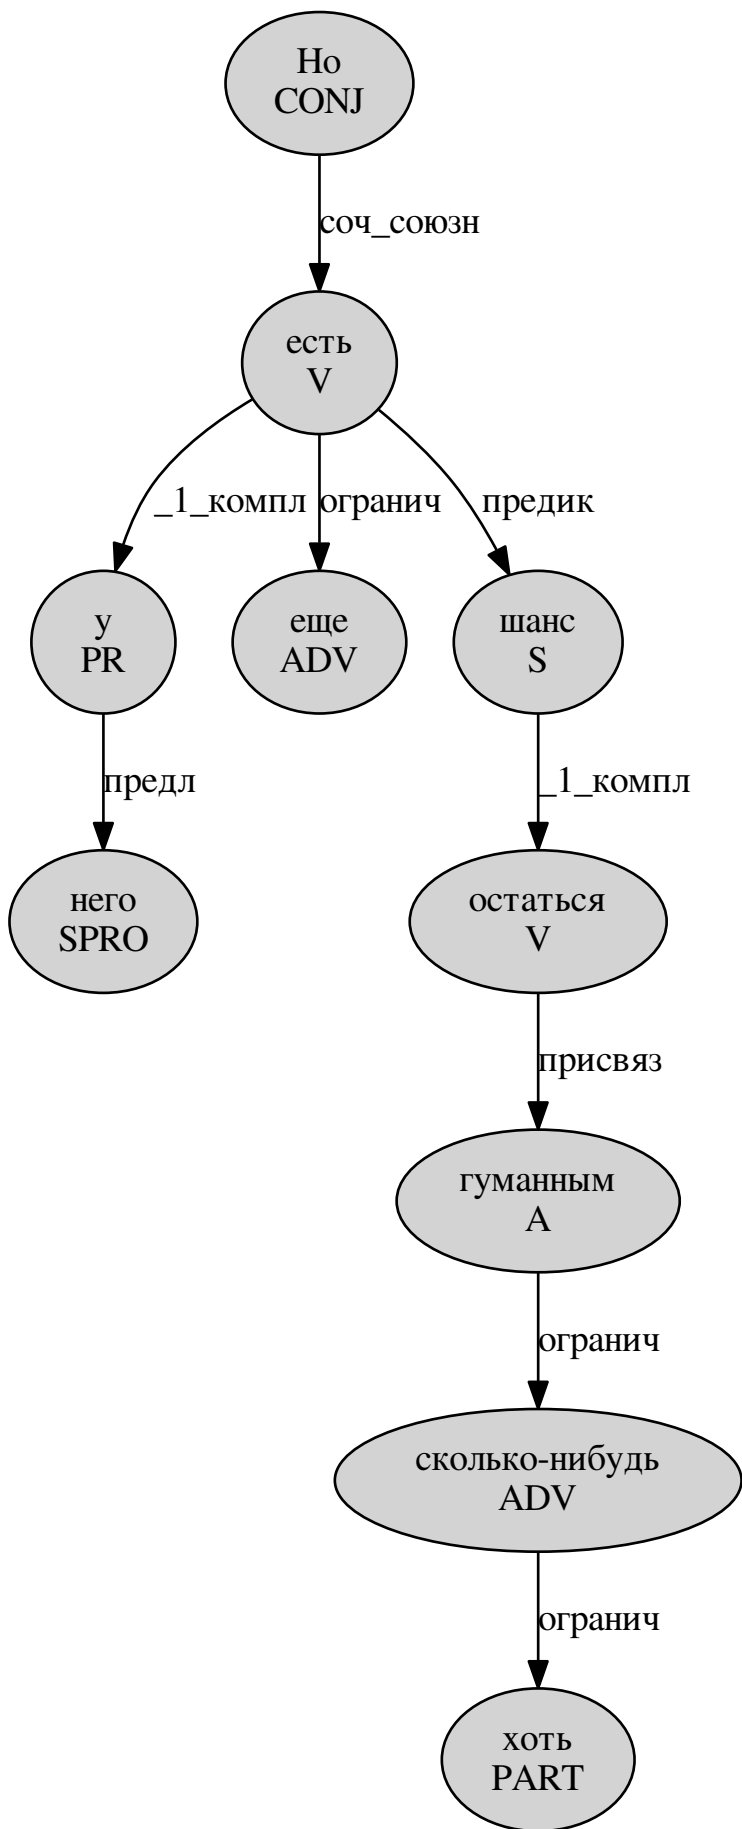 Но
CONJ
соч_союзн
есть
V
_1_компл
огранич
предик
у
PR
еще
ADV
шанс
S
предл
_1_компл
него
SPRO
остаться
V
присвяз
гуманным
A
огранич
сколько-нибудь
ADV
огранич
хоть
PART